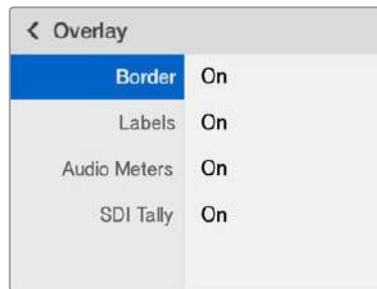 Overlay
Border On
Labels On
Audio Meters On
SDI Tally On